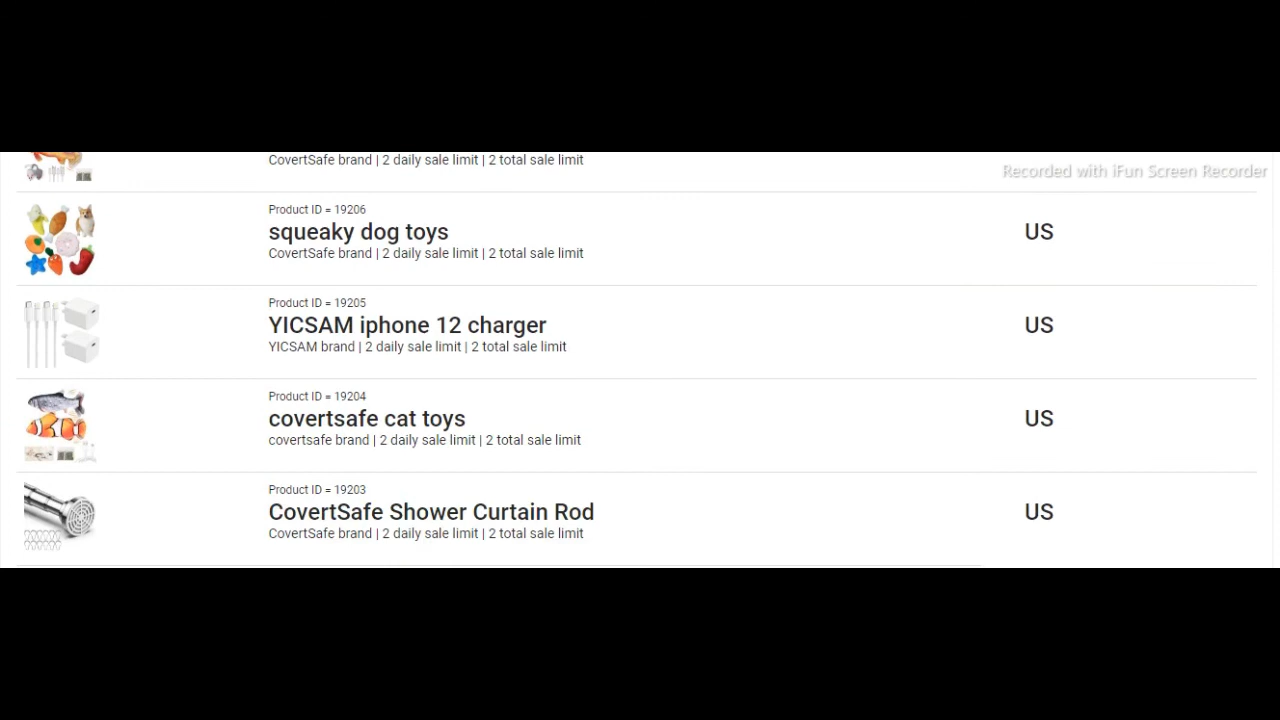 CovertSafe brand | 2 daily sale limit | 2 total sale limit
Recorded with iFun Screen Recorder
Product ID = 19206
squeaky dog toys
US
CovertSafe brand | 2 daily sale limit | 2 total sale limit
Product ID = 19205
YICSAM iphone 12 charger
US
YICSAM brand | 2 daily sale limit | 2 total sale limit
Product ID = 19204
covertsafe cat toys
US
covertsafe brand | 2 daily sale limit | 2 total sale limit
Product ID = 19203
CovertSafe Shower Curtain Rod
US
CovertSafe brand | 2 daily sale limit | 2 total sale limit